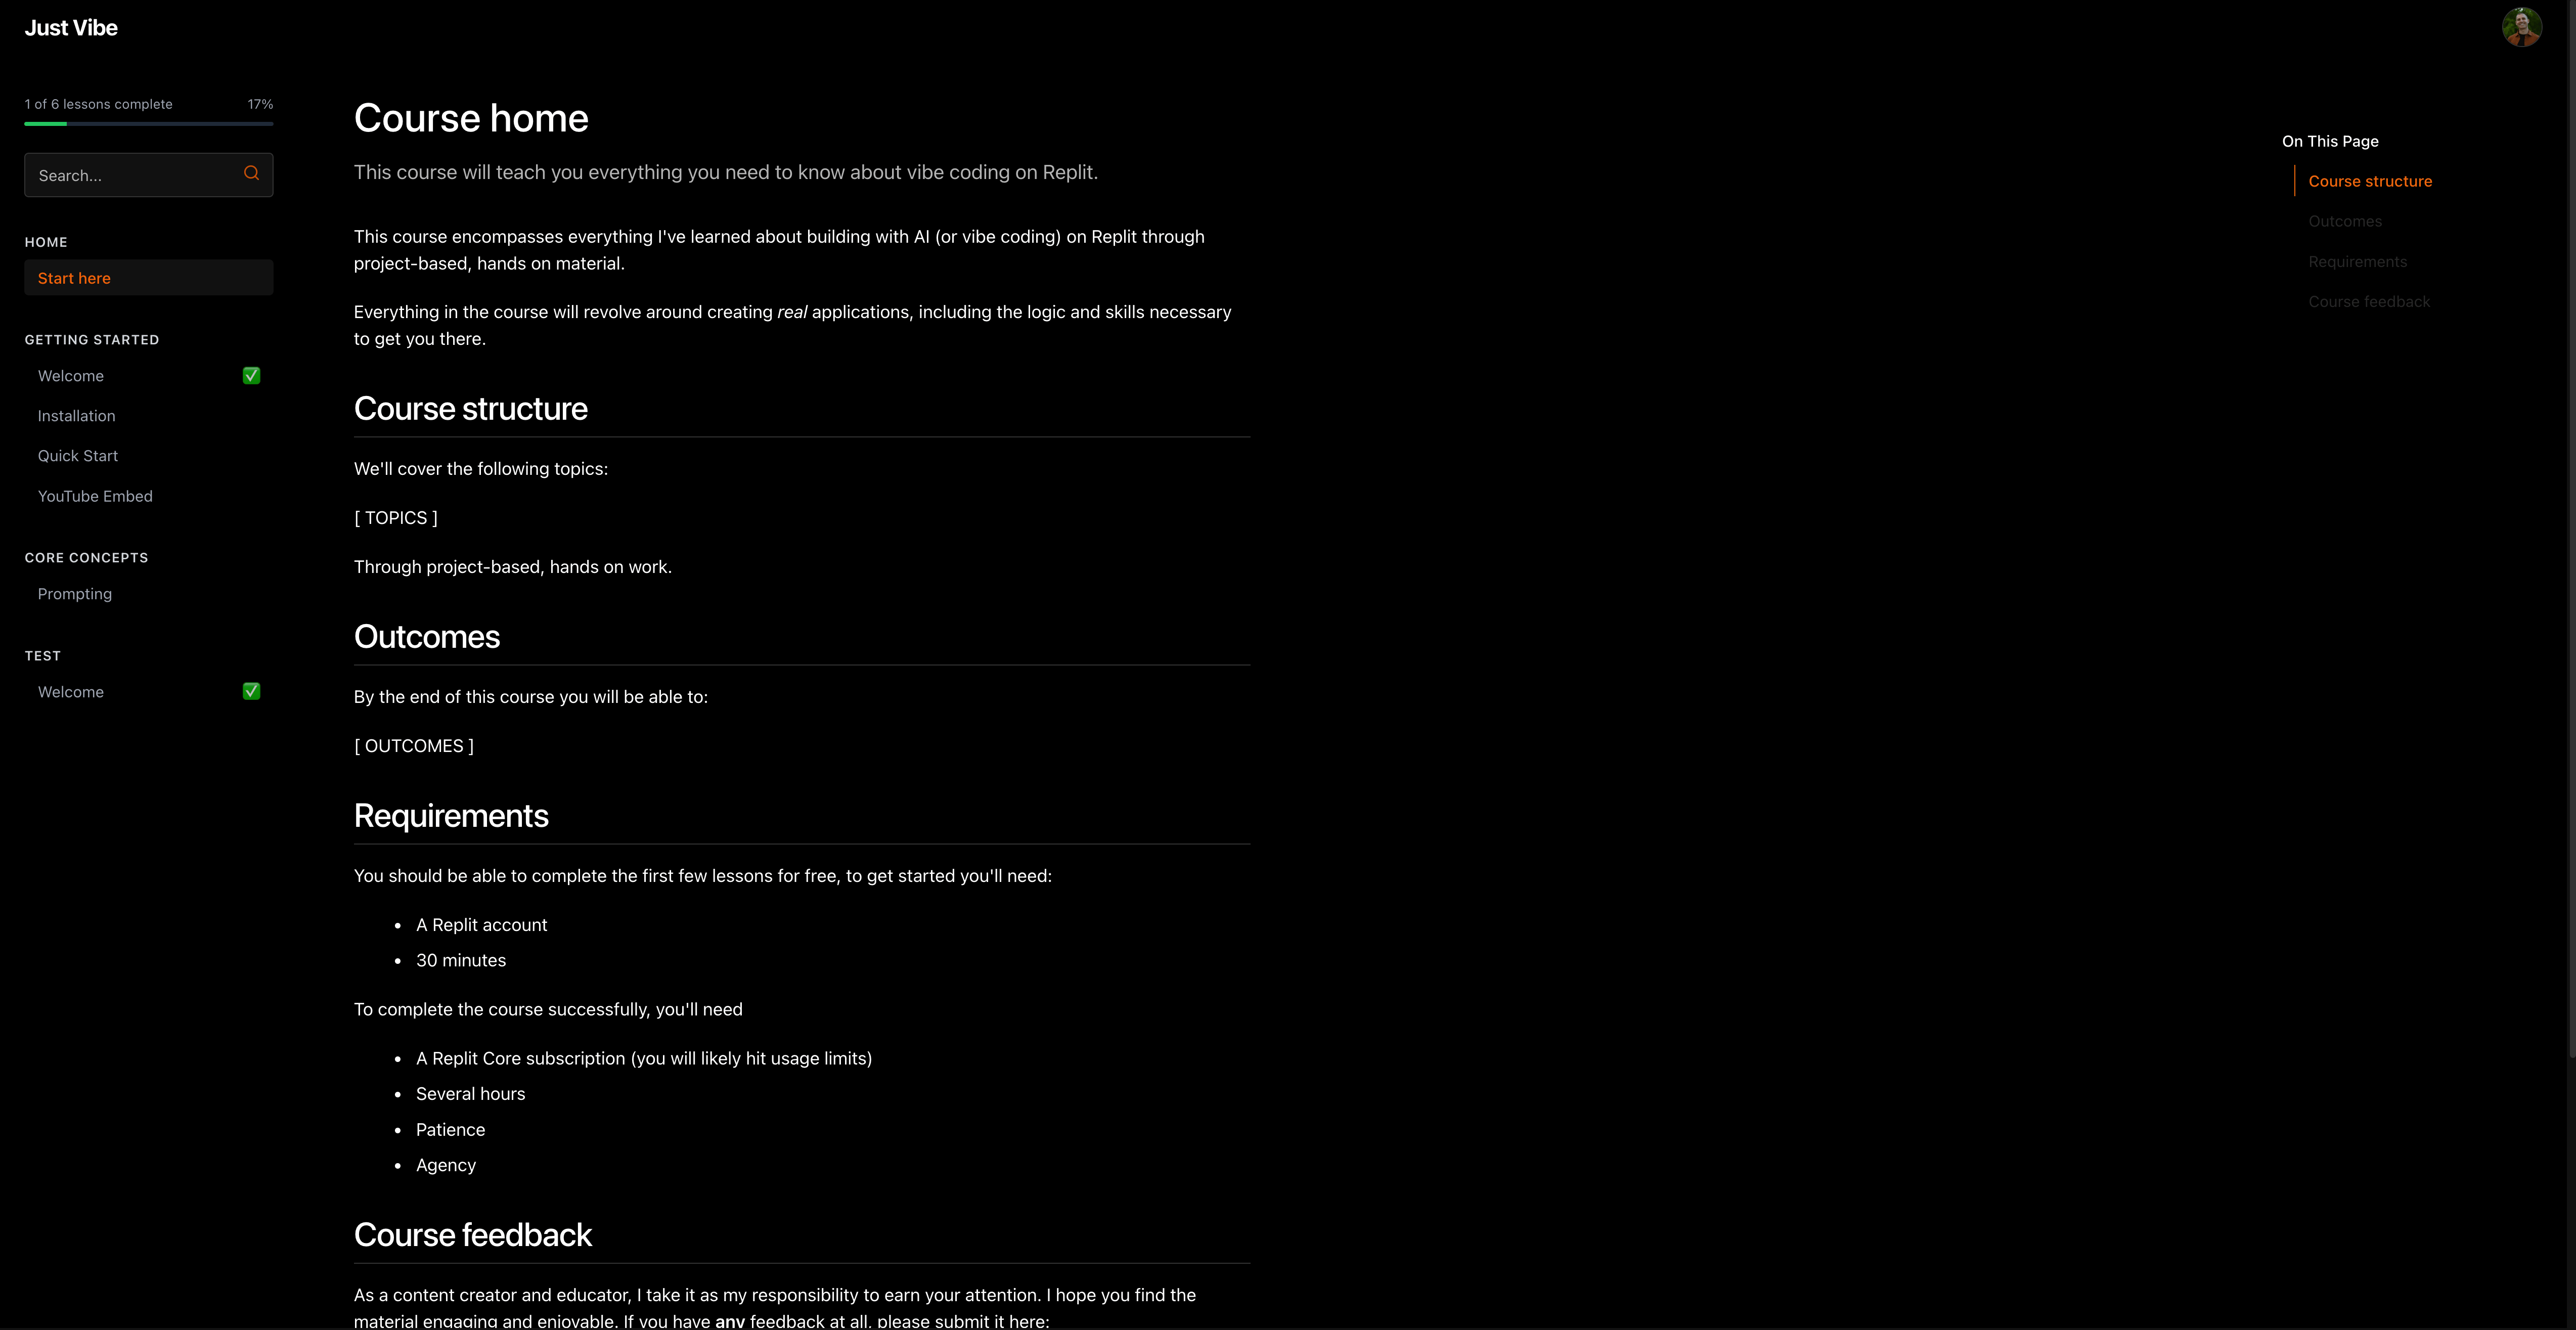 Just Vibe
1 of 6 lessons complete 17%
Search...
HOME
Start here
GETTING STARTED
Welcome
Installation
Quick Start
YouTube Embed
CORE CONCEPTS
Prompting
TEST
Welcome
Course home
This course will teach you everything you need to know about vibe coding on Replit.
This course encompasses everything I've learned about building with AI (or vibe coding) on Replit through
project-based, hands on material.
Everything in the course will revolve around creating real applications, including the logic and skills necessary
to get you there.
Course structure
We'll cover the following topics:
[ TOPICS ]
Through project-based, hands on work.
Outcomes
By the end of this course you will be able to:
[ OUTCOMES ]
Requirements
You should be able to complete the first few lessons for free, to get started you'll need:
• A Replit account
• 30 minutes
To complete the course successfully, you'll need
• A Replit Core subscription (you will likely hit usage limits)
• Several hours
• Patience
• Agency
Course feedback
As a content creator and educator, I take it as my responsibility to earn your attention. I hope you find the
material engaging and enjoyable. If you have any feedback at all, please submit it here:
On This Page
Course structure
Outcomes
Requirements
Course feedback